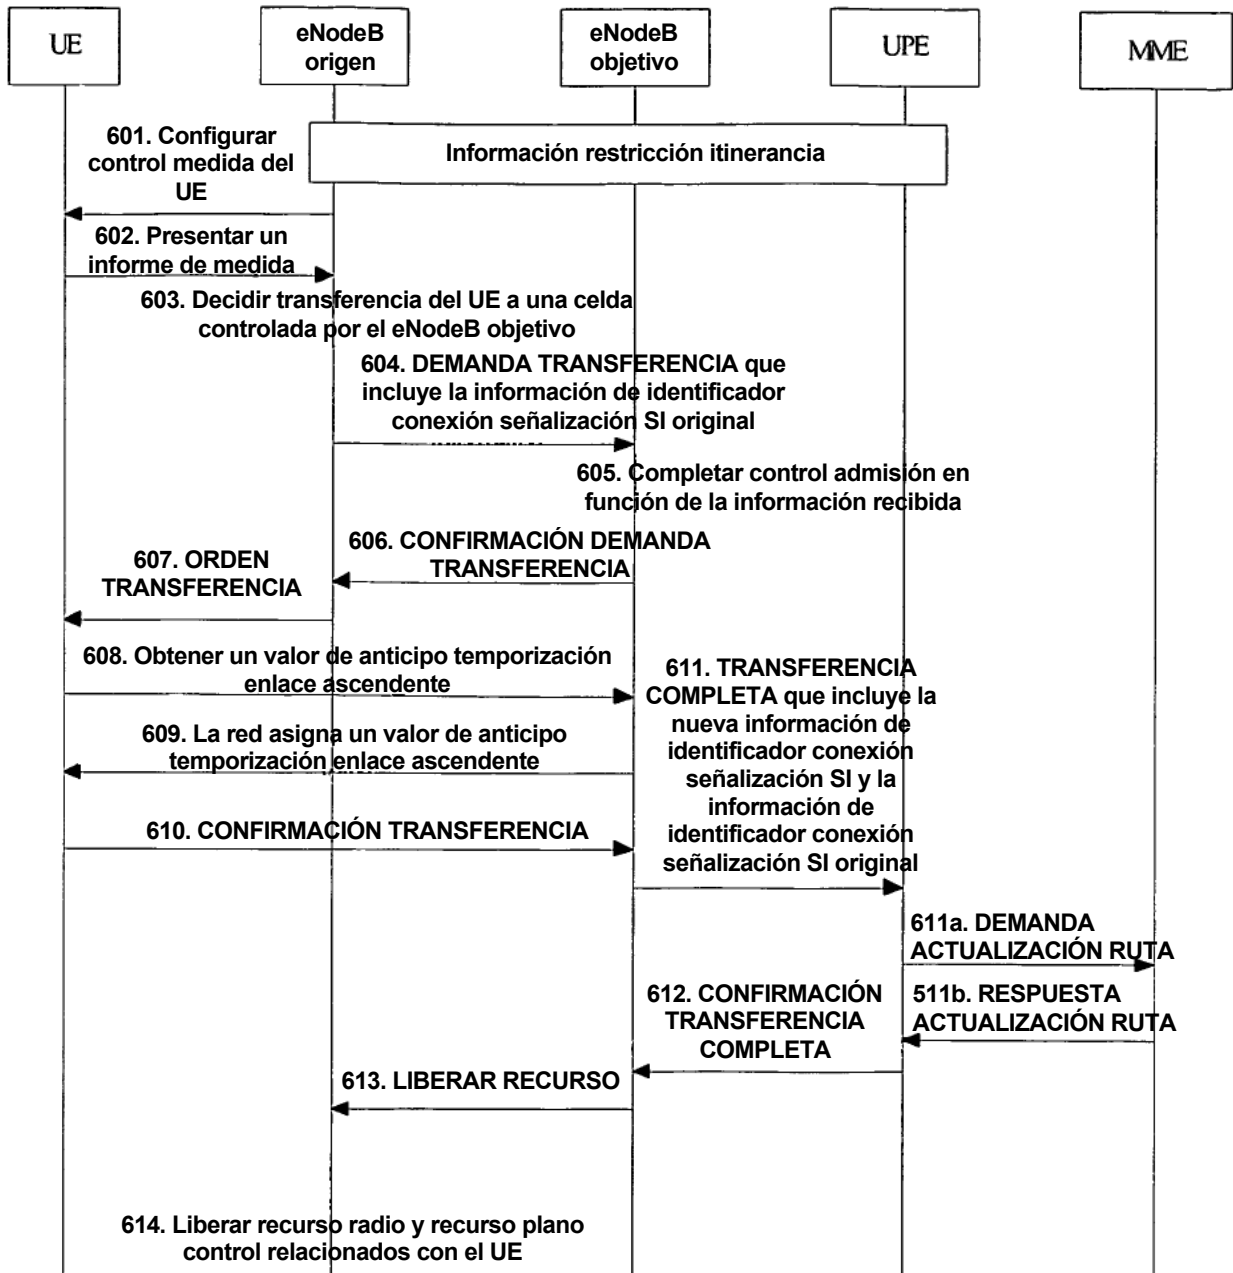 UE
eNodeB
origen
eNodeB
objetivo
UPE
MME
Información restricción itinerancia
601. Configurar
control medida del
UE
602. Presentar un
informe de medida
603. Decidir transferencia del UE a una celda
controlada por el eNodeB objetivo
604. DEMANDA TRANSFERENCIA que
incluye la información de identificador
conexión señalización SI original
605. Completar control admisión en
función de la información recibida
606. CONFIRMACIÓN DEMANDA
TRANSFERENCIA
607. ORDEN
TRANSFERENCIA
608. Obtener un valor de anticipo temporización
enlace ascendente
609. La red asigna un valor de anticipo
temporización enlace ascendente
610. CONFIRMACIÓN TRANSFERENCIA
611. TRANSFERENCIA
COMPLETA que incluye la
nueva información de
identificador conexión
señalización SI y la
información de
identificador conexión
señalización SI original
611a. DEMANDA
ACTUALIZACIÓN RUTA
511b. RESPUESTA
ACTUALIZACIÓN RUTA
612. CONFIRMACIÓN
TRANSFERENCIA
COMPLETA
613. LIBERAR RECURSO
614. Liberar recurso radio y recurso plano
control relacionados con el UE